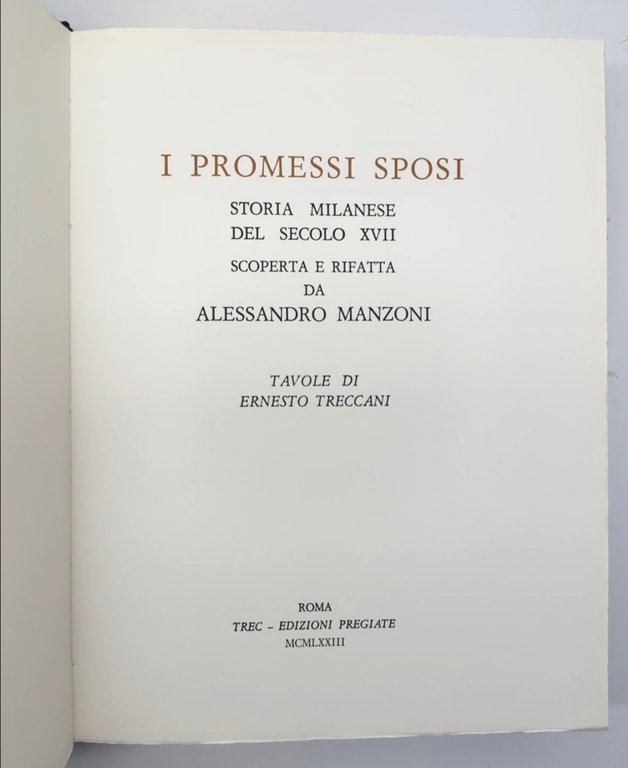 I PROMESSI SPOSI
STORIA MILANESE
DEL SECOLO XVII
SCOPERTA E RIFATTA
DA
ALESSANDRO MANZONI
TAVOLE DI
ERNESTO TRECCANI
ROMA
TREC – EDIZIONI PREGIATE
MCMLXXIII